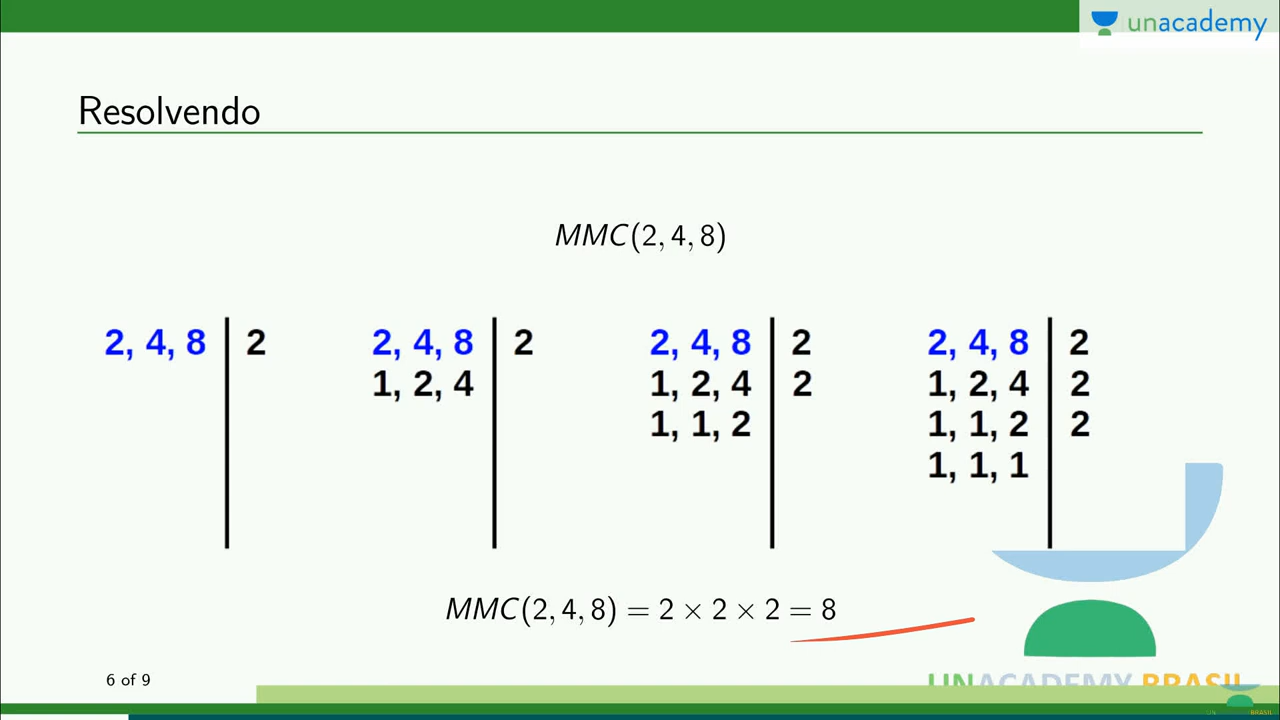 unacademy
Resolvendo
MMC(2, 4, 8)
2, 4, 8 | 2
2, 4, 8 | 2
1, 2, 4
2, 4, 8 | 2
1, 2, 4 | 2
1, 1, 2
2, 4, 8 | 2
1, 2, 4 | 2
1, 1, 2 | 2
1, 1, 1
MMC(2, 4, 8) = 2 × 2 × 2 = 8
6 of 9
UNACADEMY BRASIL
BRASIL